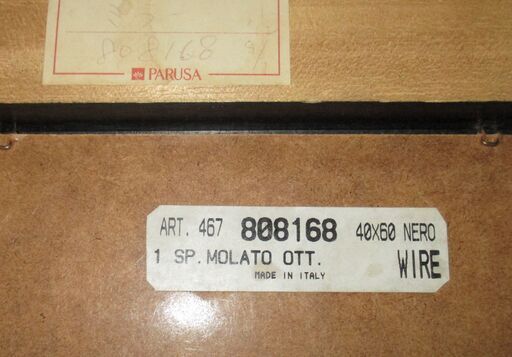 808168
PARUSA
ART. 467 808168 40X60 NERO
1 SP.MOLATO OTT. WIRE
MADE IN ITALY